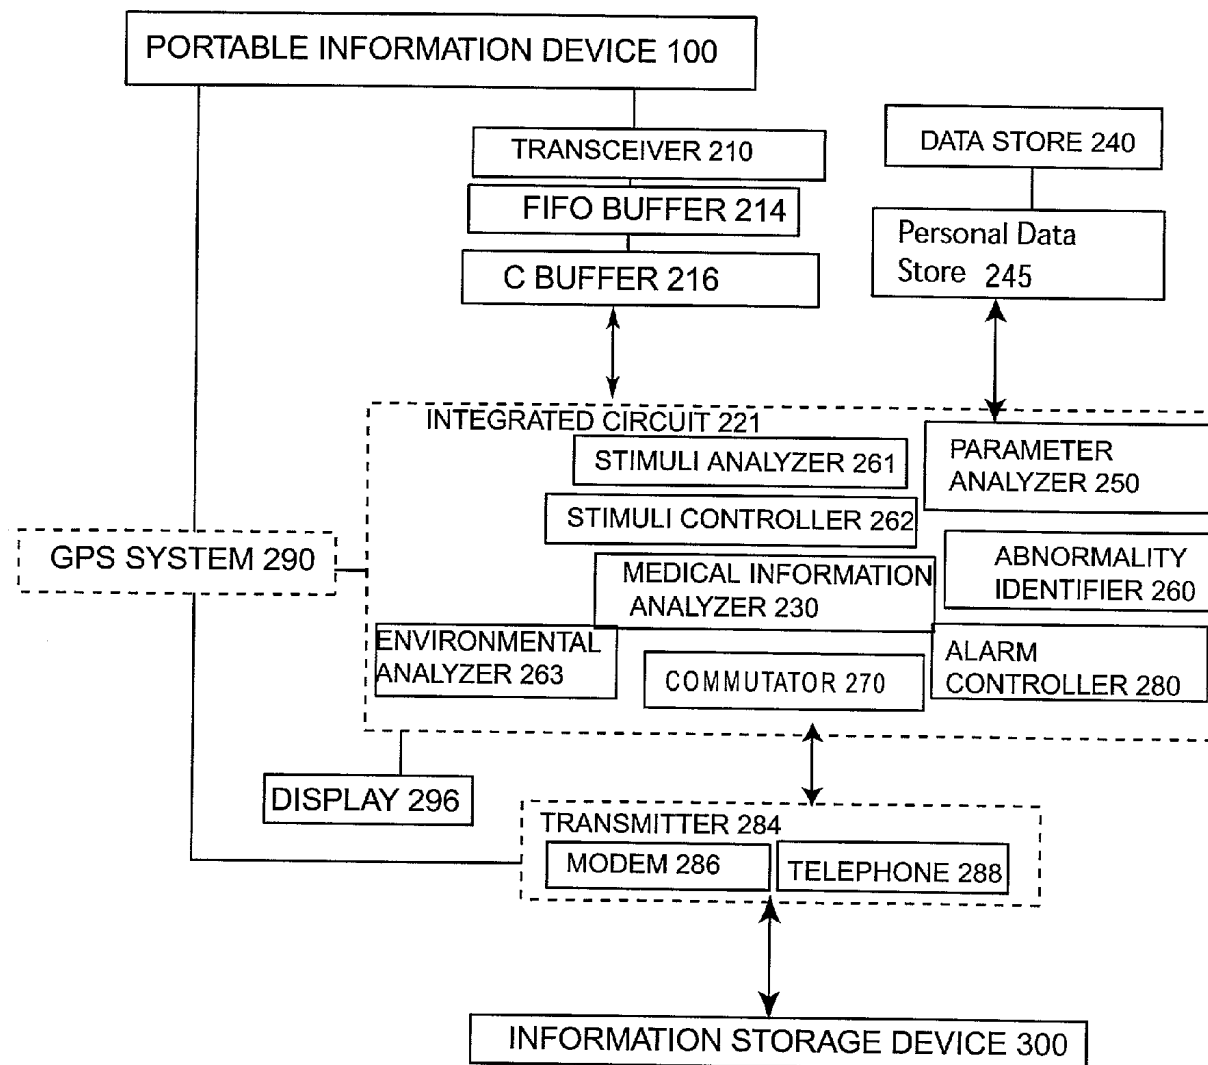 PORTABLE INFORMATION DEVICE 100
TRANSCEIVER 210
DATA STORE 240
FIFO BUFFER 214
Personal Data
Store 245
C BUFFER 216
INTEGRATED CIRCUIT 221
STIMULI ANALYZER 261
PARAMETER
ANALYZER 250
STIMULI CONTROLLER 262
GPS SYSTEM 290
MEDICAL INFORMATION
ANALYZER 230
ABNORMALITY
IDENTIFIER 260
ENVIRONMENTAL
ANALYZER 263
COMMUTATOR 270
ALARM
CONTROLLER 280
DISPLAY 296
TRANSMITTER 284
MODEM 286
TELEPHONE 288
INFORMATION STORAGE DEVICE 300